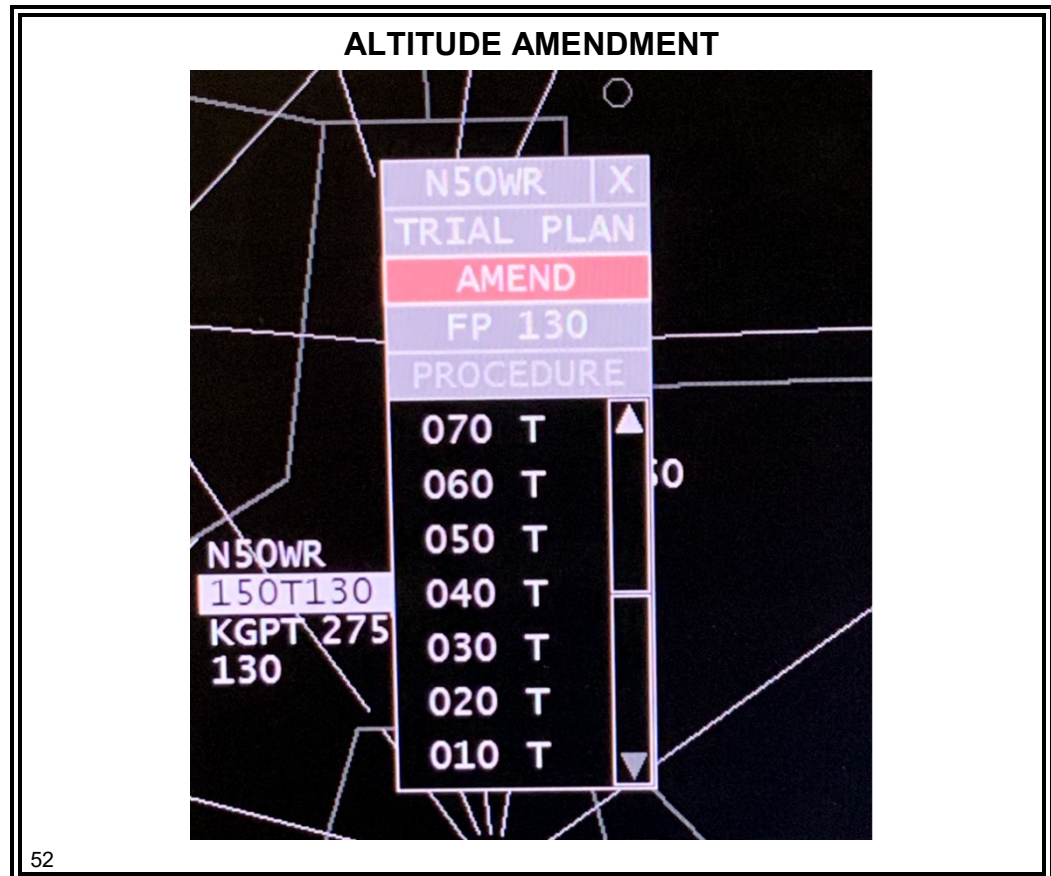 ALTITUDE AMENDMENT
N50WR X
TRIAL PLAN
AMEND
FP 130
PROCEDURE
070 T
060 T
050 T
040 T
030 T
020 T
010 T
N50WR
150T130
KGPT 275
130
52